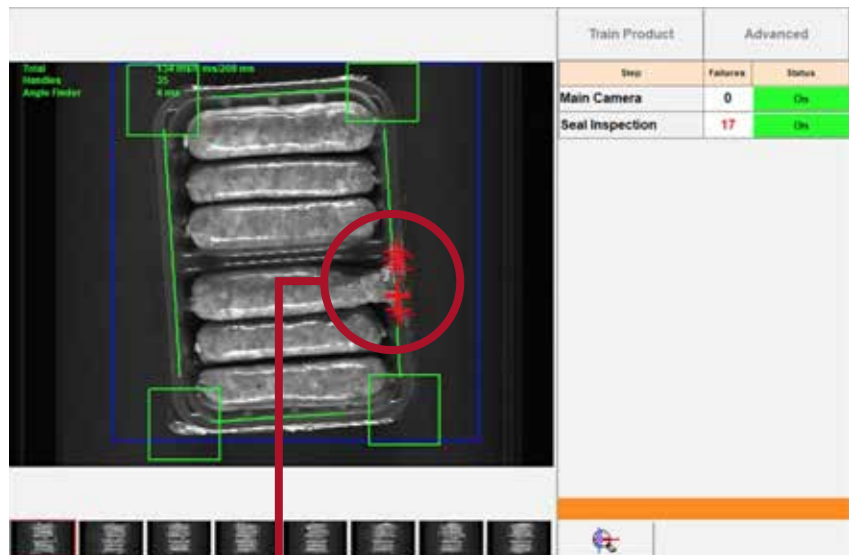 Train Product
Advanced
Total
Handles 35
Angle Finder 4 ms
Step Failures Status
Main Camera 0 On
Seal Inspection 17 On